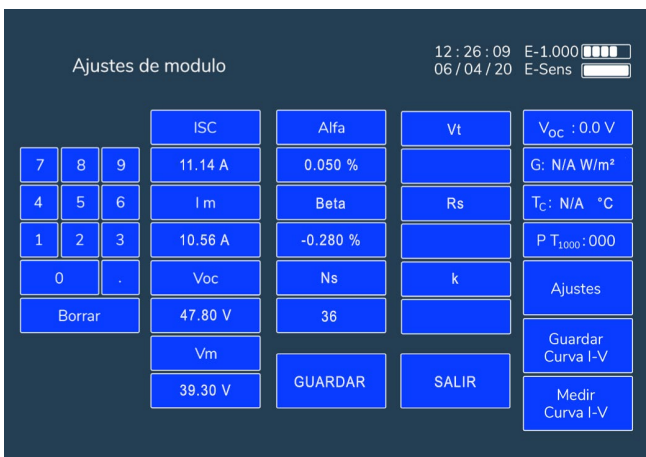 Ajustes de modulo
12 : 26 : 09 E-1.000
06 / 04 / 20 E-Sens
7 8 9
4 5 6
1 2 3
0 .
Borrar
ISC
11.14 A
I m
10.56 A
Voc
47.80 V
Vm
39.30 V
Alfa
0.050 %
Beta
-0.280 %
Ns
36
GUARDAR
Vt
Rs
k
SALIR
VOC : 0.0 V
G: N/A W/m²
TC: N/A °C
P T1000:000
Ajustes
Guardar
Curva I-V
Medir
Curva I-V